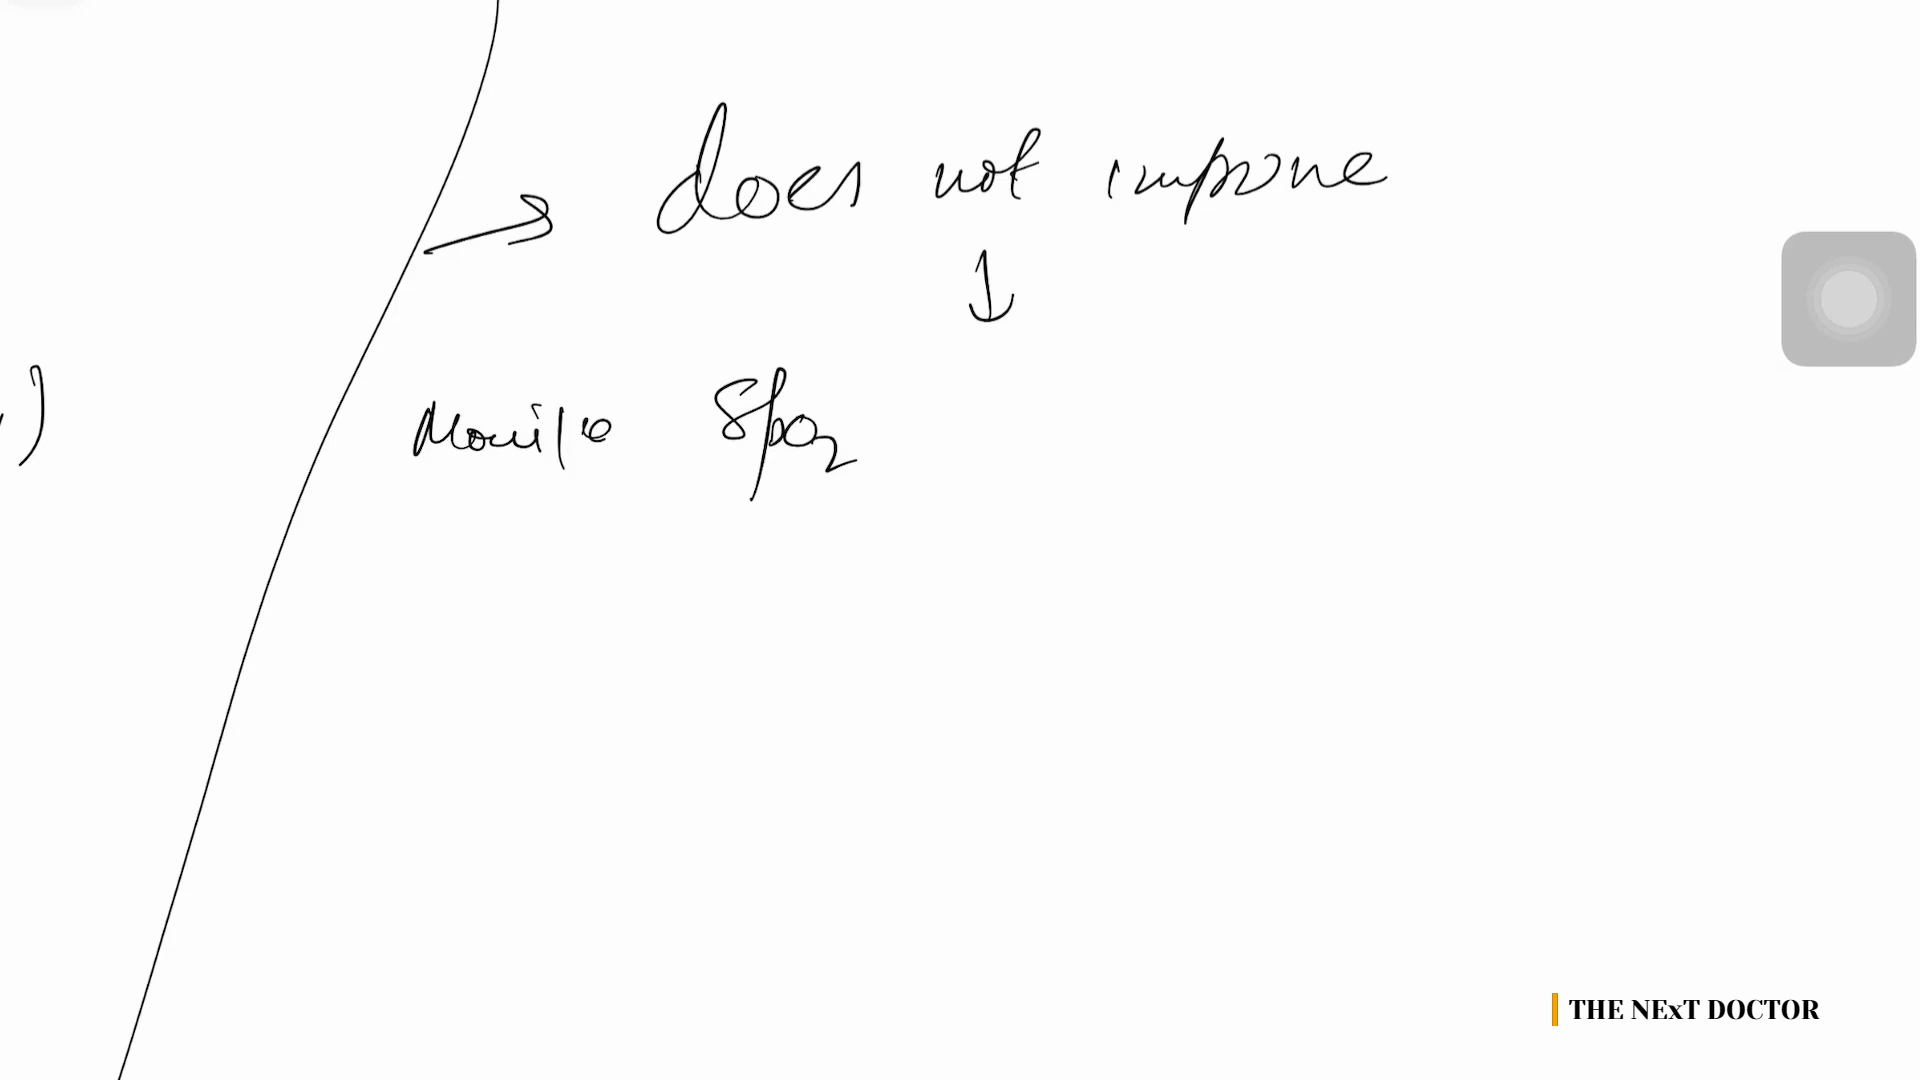 → does not improve
↓
Monitor SpO2
)
THE NExT DOCTOR